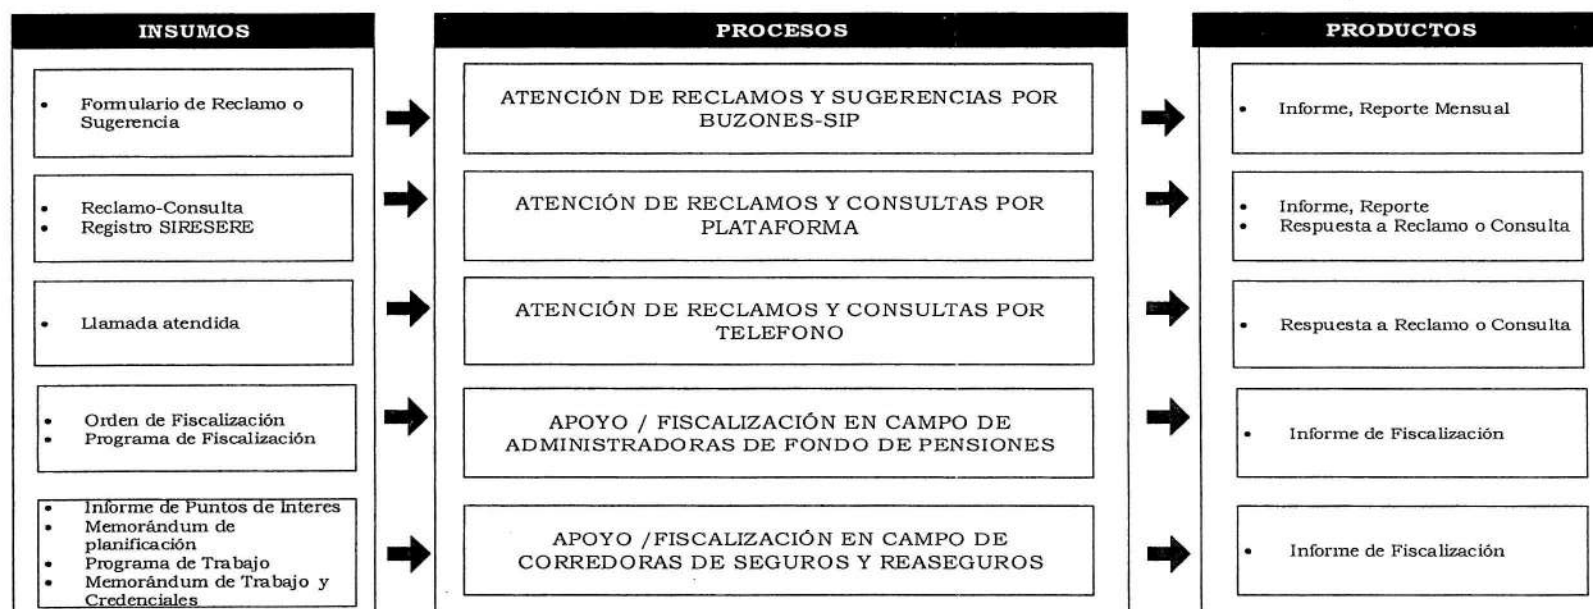 INSUMOS
PROCESOS
PRODUCTOS
• Formulario de Reclamo o
Sugerencia
ATENCIÓN DE RECLAMOS Y SUGERENCIAS POR
BUZONES-SIP
• Informe, Reporte Mensual
• Reclamo-Consulta
• Registro SIRESERE
ATENCIÓN DE RECLAMOS Y CONSULTAS POR
PLATAFORMA
• Informe, Reporte
• Respuesta a Reclamo o Consulta
• Llamada atendida
ATENCIÓN DE RECLAMOS Y CONSULTAS POR
TELEFONO
• Respuesta a Reclamo o Consulta
• Orden de Fiscalización
• Programa de Fiscalización
APOYO / FISCALIZACIÓN EN CAMPO DE
ADMINISTRADORAS DE FONDO DE PENSIONES
• Informe de Fiscalización
• Informe de Puntos de Interes
• Memorándum de
planificación
• Programa de Trabajo
• Memorándum de Trabajo y
Credenciales
APOYO /FISCALIZACIÓN EN CAMPO DE
CORREDORAS DE SEGUROS Y REASEGUROS
• Informe de Fiscalización